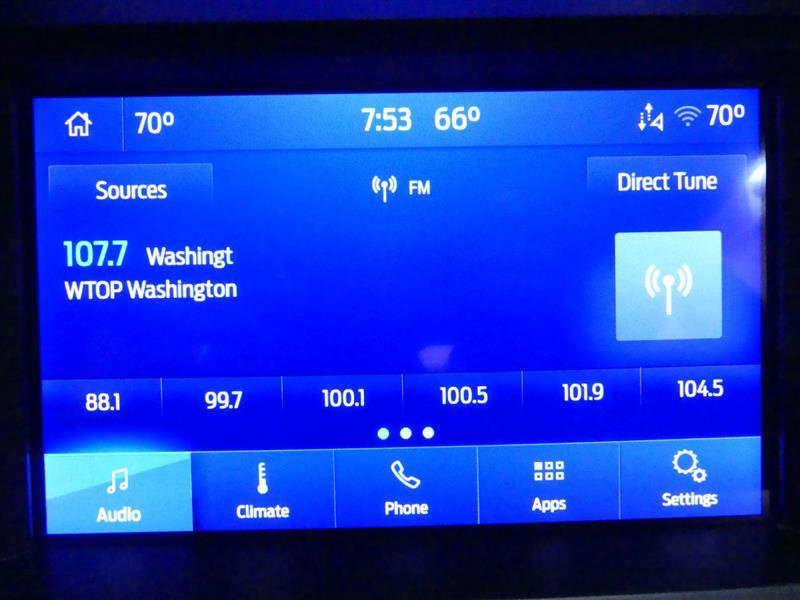 70° 7:53 66° 70°
Sources FM Direct Tune
107.7 Washingt
WTOP Washington
88.1 99.7 100.1 100.5 101.9 104.5
Audio Climate Phone Apps Settings